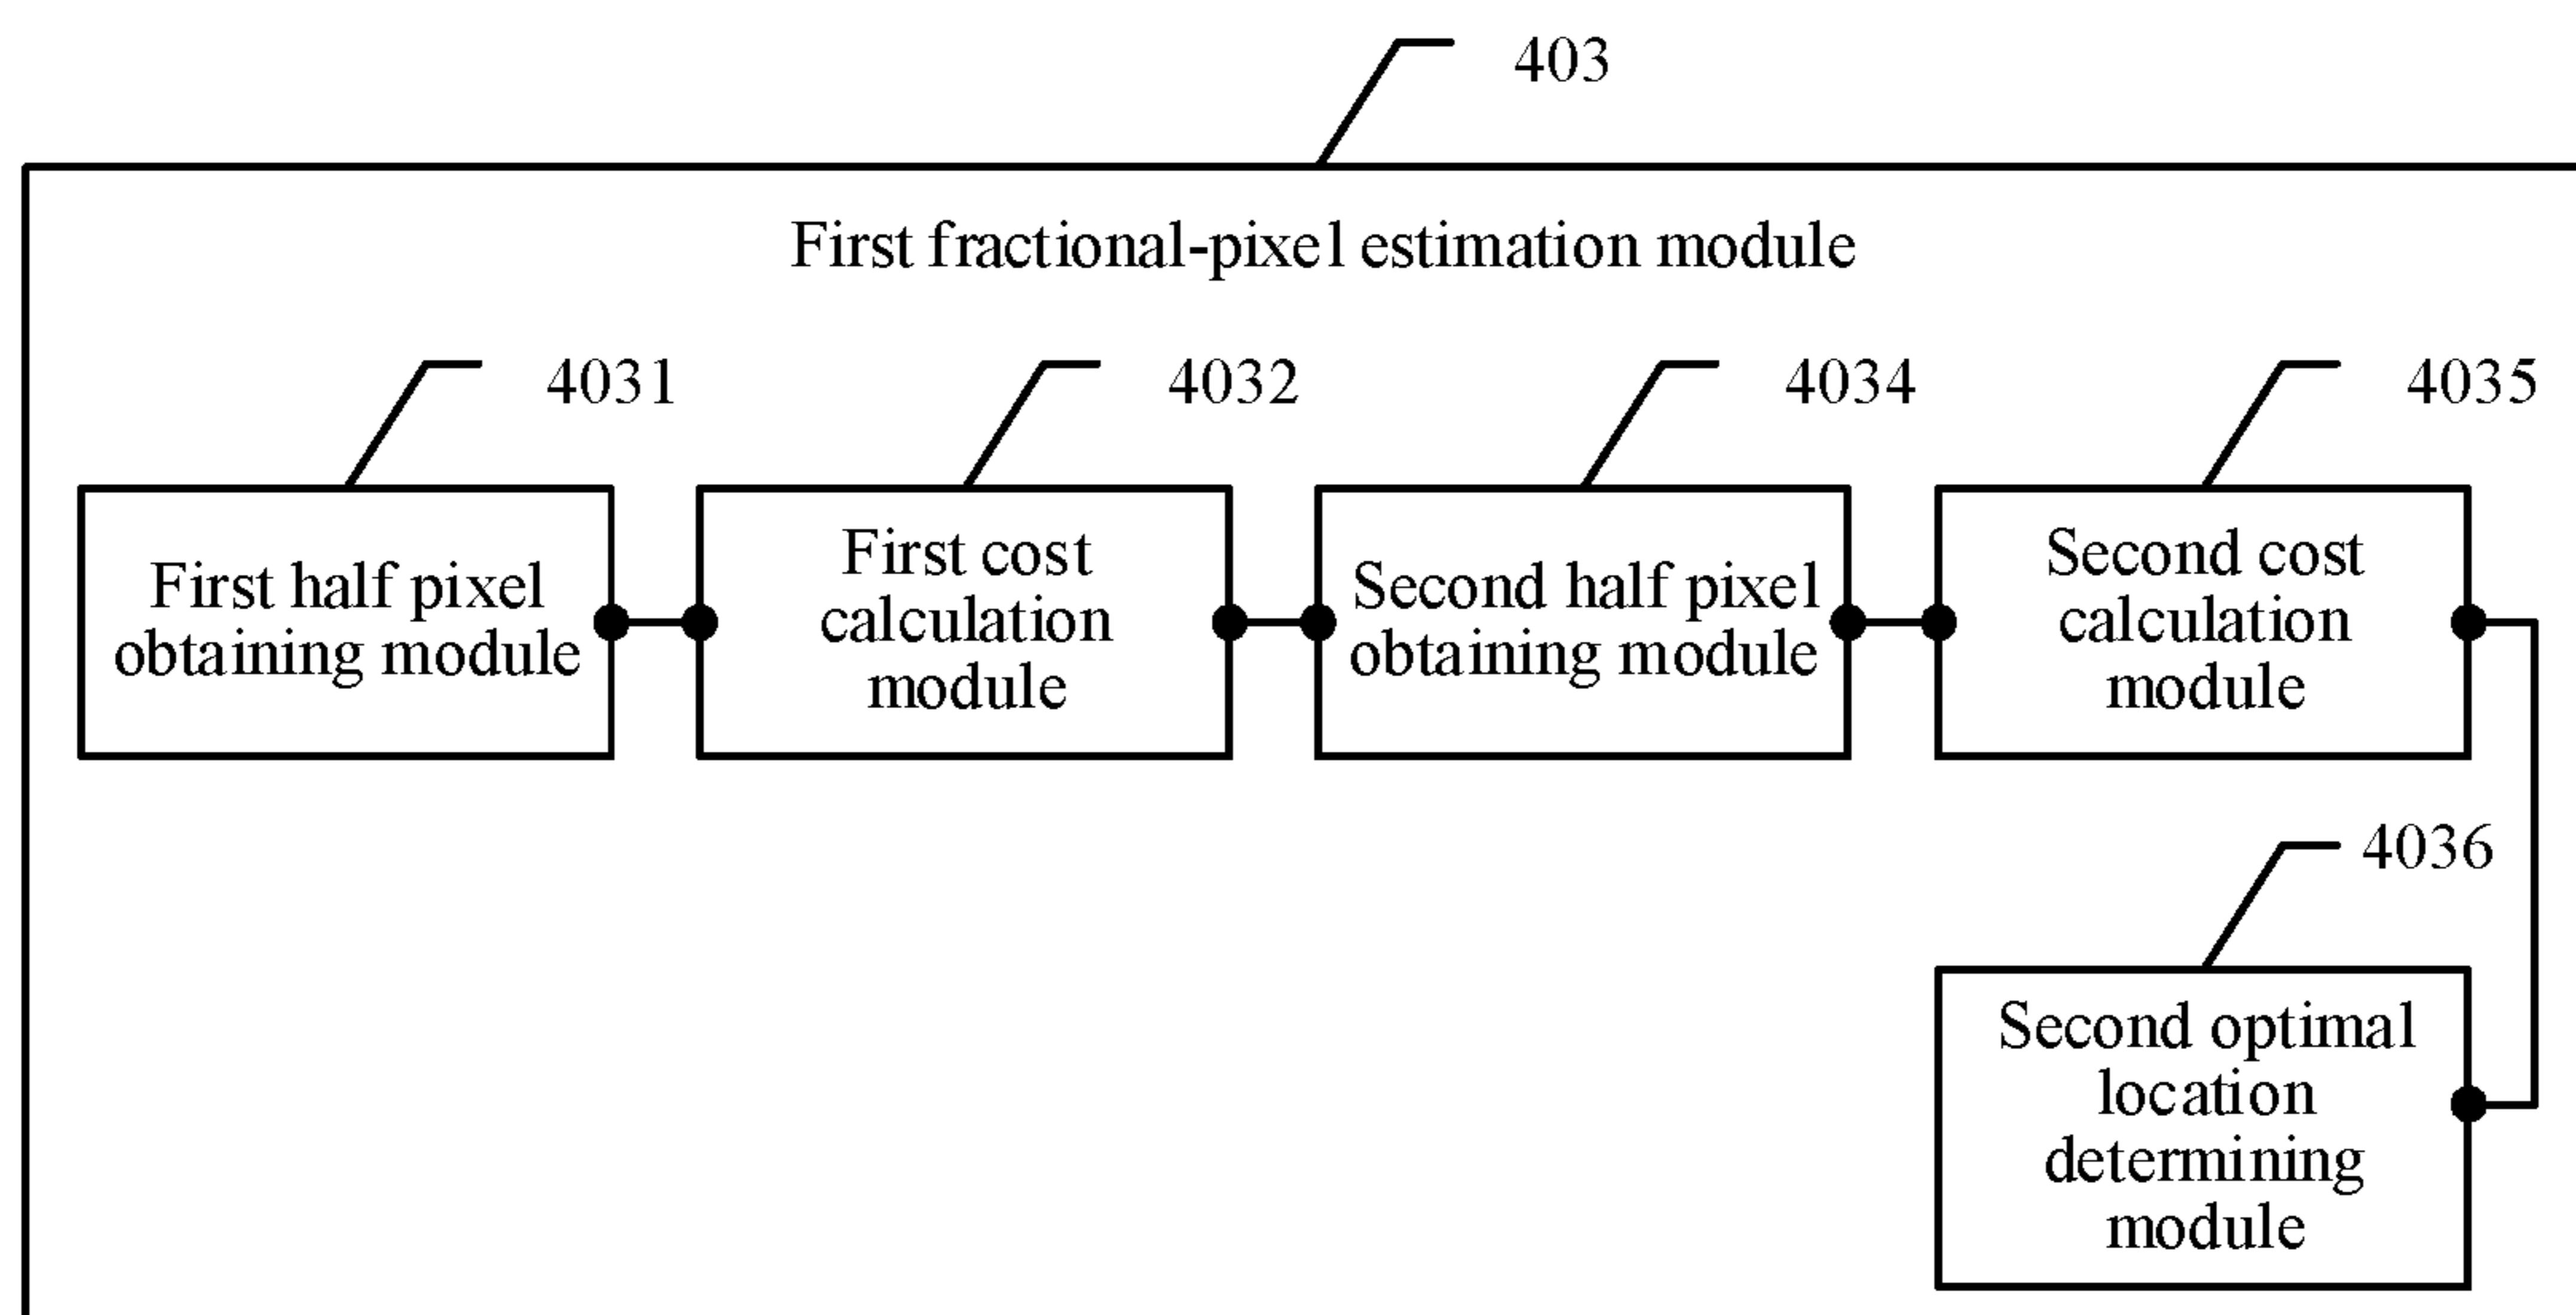 403
First fractional-pixel estimation module
4031
4032
4034
4035
First half pixel
obtaining module
First cost
calculation
module
Second half pixel
obtaining module
Second cost
calculation
module
4036
Second optimal
location
determining
module